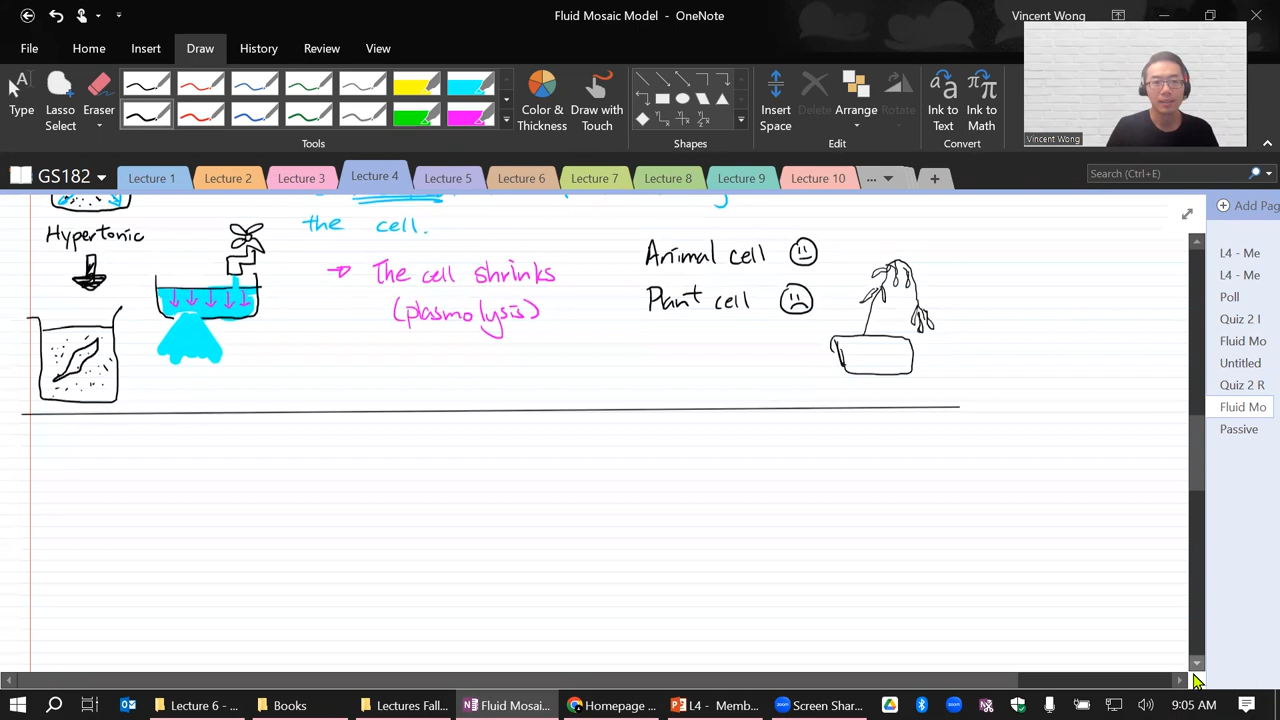 Fluid Mosaic Model - OneNote
Vincent Wong
File Home Insert Draw History Review View
Type
Lasso Select
Eraser
Color & Thickness
Draw with Touch
Insert Space
Delete
Arrange
Rotate
Ink to Text
Ink to Math
Tools
Shapes
Edit
Convert
Vincent Wong
GS182
Lecture 1 Lecture 2 Lecture 3 Lecture 4 Lecture 5 Lecture 6 Lecture 7 Lecture 8 Lecture 9 Lecture 10 ...
Search (Ctrl+E)
Add Pag
L4 - Me
L4 - Me
Poll
Quiz 2 I
Fluid Mo
Untitled
Quiz 2 R
Fluid Mo
Passive
the cell.
Hypertonic
→ The cell shrinks
(plasmolysis)
Animal cell
Plant cell
Lecture 6 - ...
Books
Lectures Fall...
Fluid Mosai...
Homepage ...
L4 - Memb...
Screen Shar...
9:05 AM